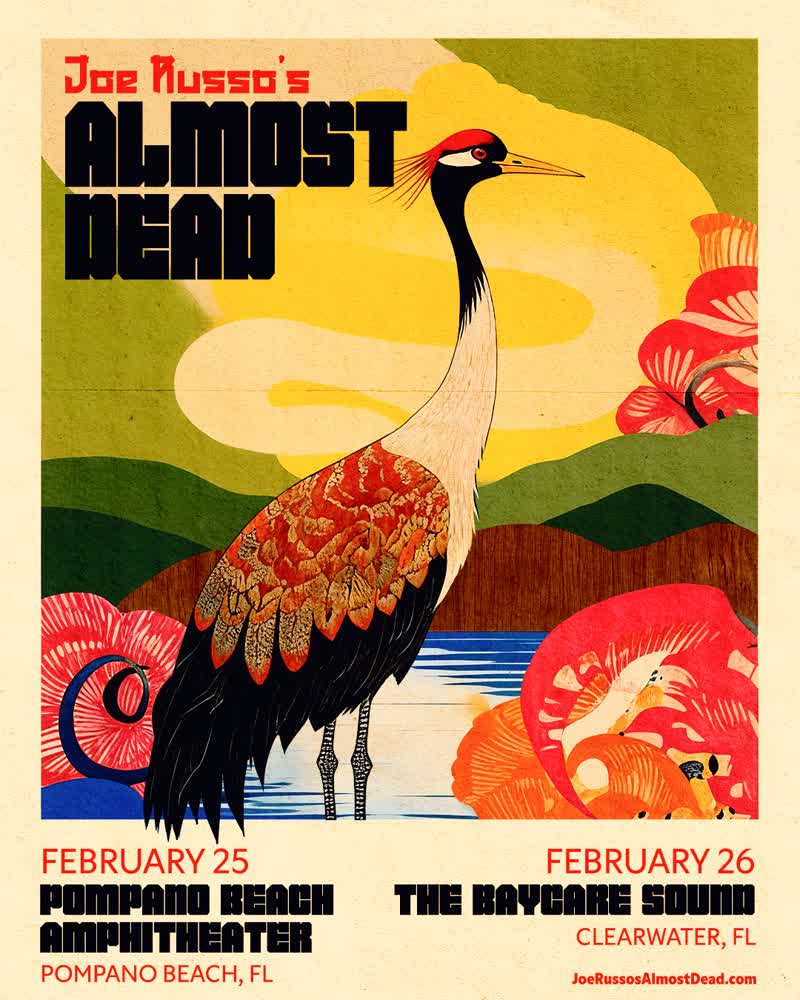 Joe Russo's
ALMOST
DEAD
FEBRUARY 25
POMPANO BEACH
AMPHITHEATER
POMPANO BEACH, FL
FEBRUARY 26
THE BAYCARE SOUND
CLEARWATER, FL
JoeRussosAlmostDead.com